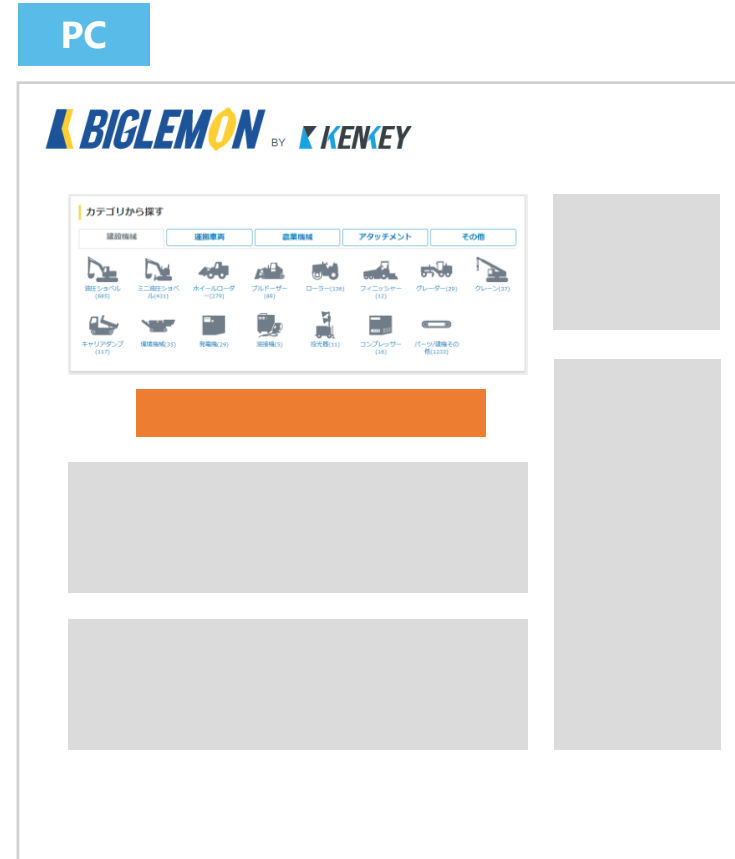 PC
BIGLEMON BY KENKEY
カテゴリから探す
建設機械 運搬車両 農業機械 アタッチメント その他
油圧ショベル ミニ油圧ショベ ホイールローダ ブルドーザー ローラー(136) フィニッシャー グレーダー(29) クレーン(37)
(685) ル(431) ー(279) (88) (12)
キャリアダンプ 環境機械(35) 発電機(29) 溶接機(5) 投光器(11) コンプレッサー パーツ/建機その
(117) (16) 他(1232)